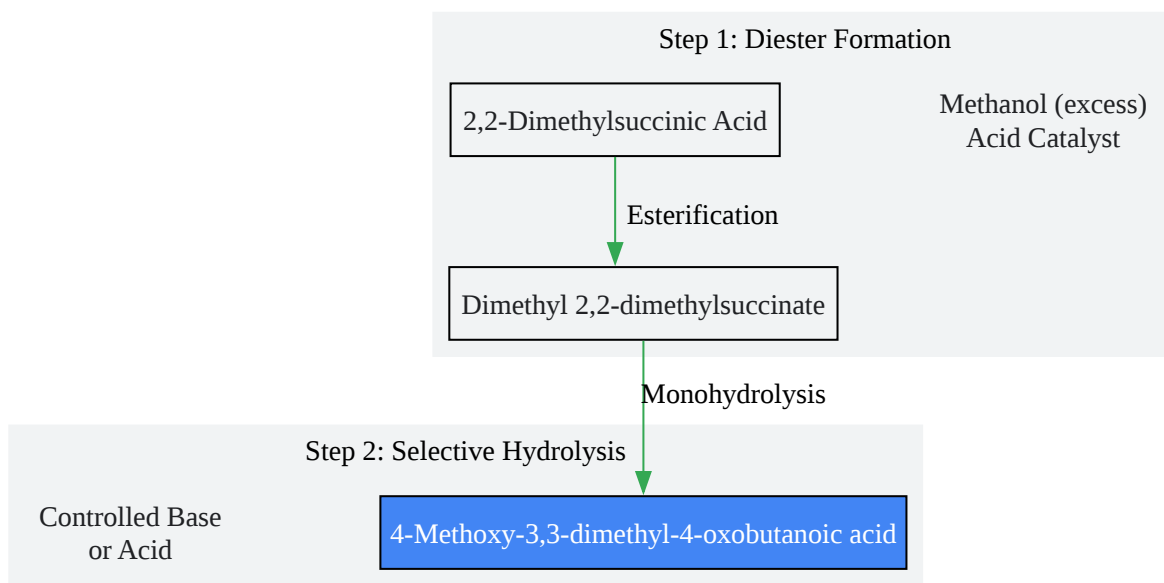 Step 1: Diester Formation
2,2-Dimethylsuccinic Acid
Methanol (excess)
Acid Catalyst
Esterification
Dimethyl 2,2-dimethylsuccinate
Monohydrolysis
Step 2: Selective Hydrolysis
Controlled Base
or Acid
4-Methoxy-3,3-dimethyl-4-oxobutanoic acid